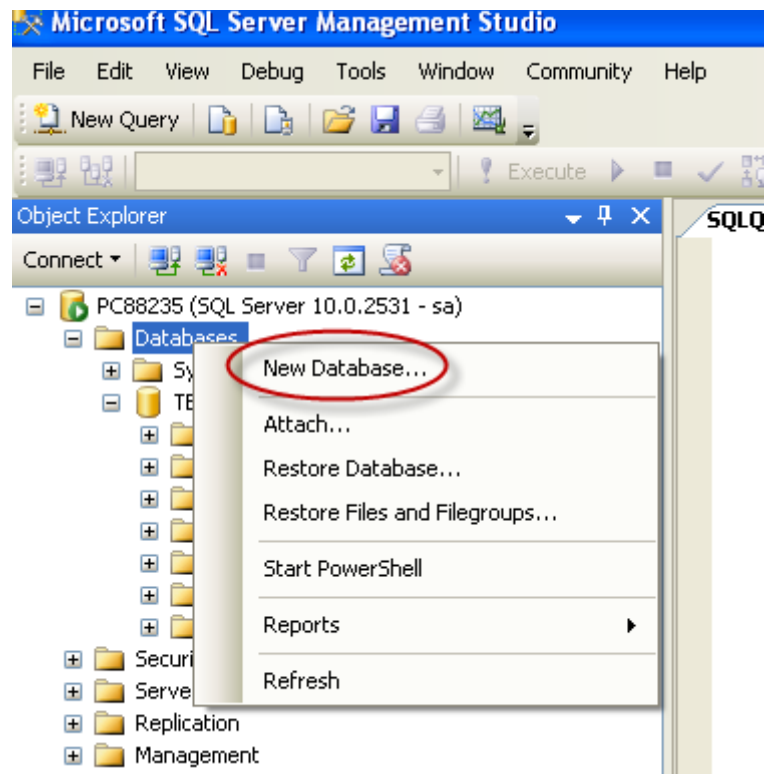 Microsoft SQL Server Management Studio
File Edit View Debug Tools Window Community Help
New Query
Execute
Object Explorer
Connect
PC88235 (SQL Server 10.0.2531 - sa)
Databases
New Database...
Attach...
Restore Database...
Restore Files and Filegroups...
Start PowerShell
Reports
Refresh
Replication
Management